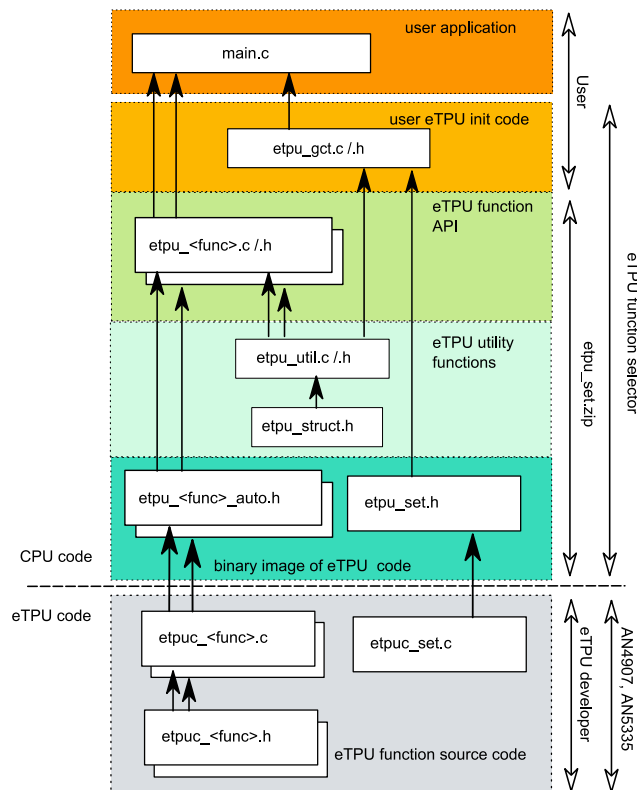 user application
main.c
User
user eTPU init code
etpu_gct.c /.h
eTPU function
API
etpu_<func>.c /.h
eTPU function selector
etpu_set.zip
eTPU utility
functions
etpu_util.c /.h
etpu_struct.h
etpu_<func>_auto.h
etpu_set.h
CPU code
binary image of eTPU  code
eTPU code
etpuc_<func>.c
etpuc_set.c
eTPU developer
AN4907, AN5335
etpuc_<func>.h
eTPU function source code